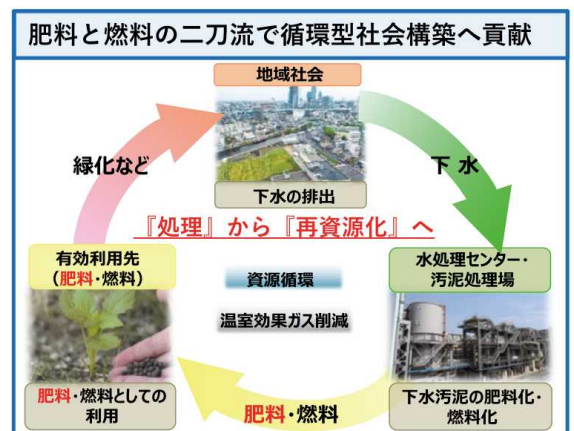 肥料と燃料の二刀流で循環型社会構築へ貢献
地域社会
緑化など
下水
下水の排出
『処理』から『再資源化』へ
有効利用先
(肥料・燃料)
資源循環
温室効果ガス削減
水処理センター・
汚泥処理場
肥料・燃料としての
利用
肥料・燃料
下水汚泥の肥料化・
燃料化